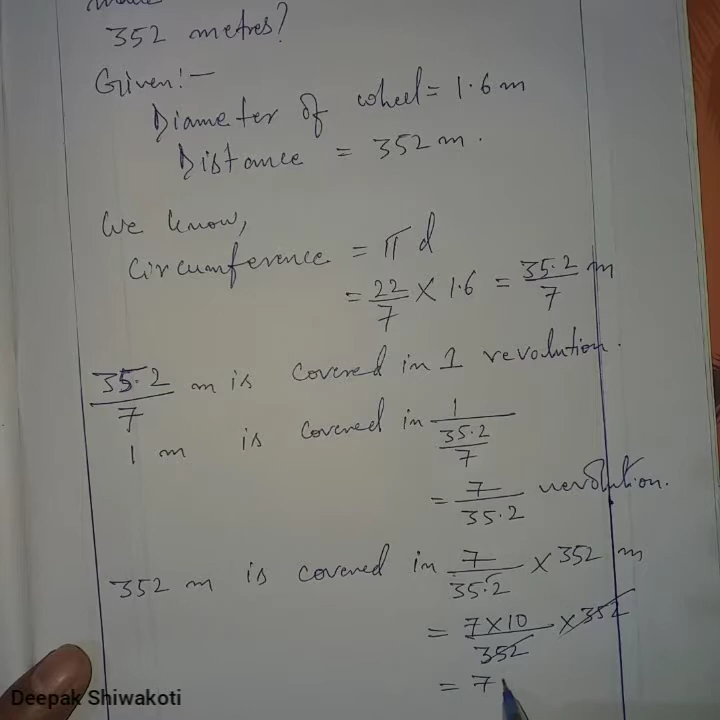 352 metres?
Given:-
Diameter of wheel = 1.6 m
Distance = 352 m.
We know,
Circumference = π d
= 22/7 × 1.6 = 35.2/7 m
35.2/7 m is covered in 1 revolution.
1 m is covered in 1/(35.2/7)
= 7/35.2 revolution.
352 m is covered in 7/35.2 × 352 m
= 7×10/352 × 352
= 7
Deepak Shiwakoti